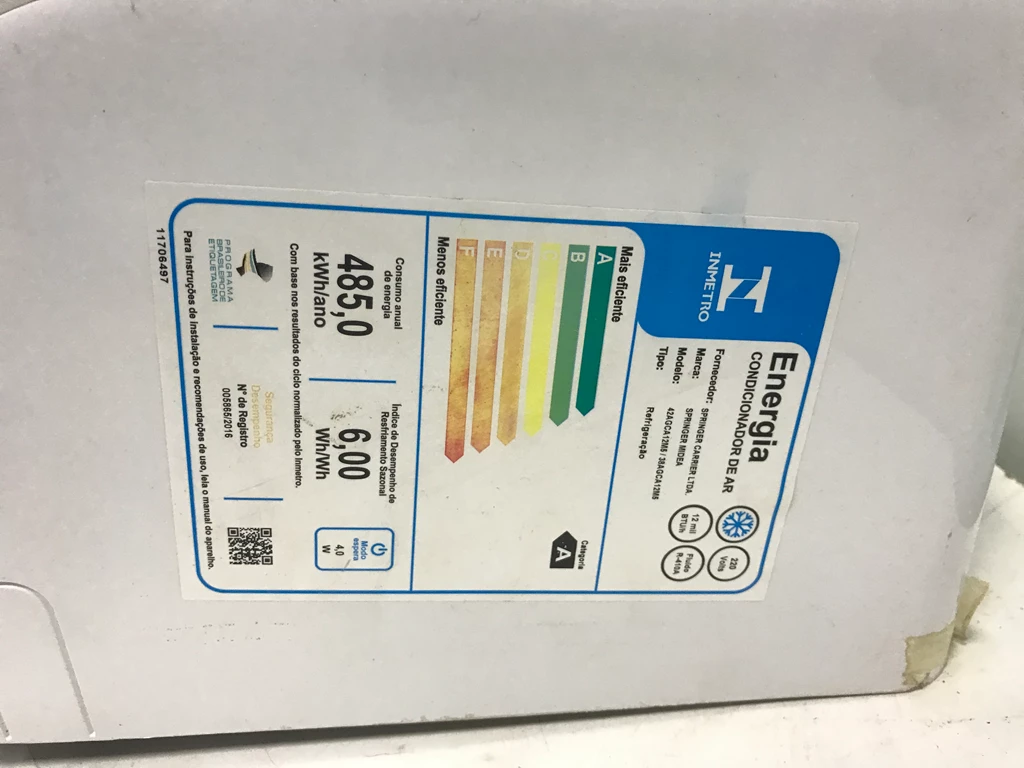 INMETRO
Energia
CONDICIONADOR DE AR
Fornecedor: SPRINGER CARRIER LTDA
Marca: SPRINGER MIDEA
Modelo: 42AGCA12M5 / 38AGCA12M5
Tipo: Refrigeração
220 Volts
12 mil BTU/h
Fluido R-410A
Mais eficiente
A
B
C
D
E
F
Menos eficiente
Categoria
A
Consumo anual
de energia
485,0
kWh/ano
Índice de Desempenho de
Resfriamento Sazonal
6,00
Wh/Wh
Modo
espera
4,0
W
Com base nos resultados do ciclo normalizado pelo Inmetro.
PROGRAMA
BRASILEIRO DE
ETIQUETAGEM
Segurança
Desempenho
Nº de Registro
005865/2016
Para instruções de instalação e recomendações de uso, leia o manual do aparelho.
11706497